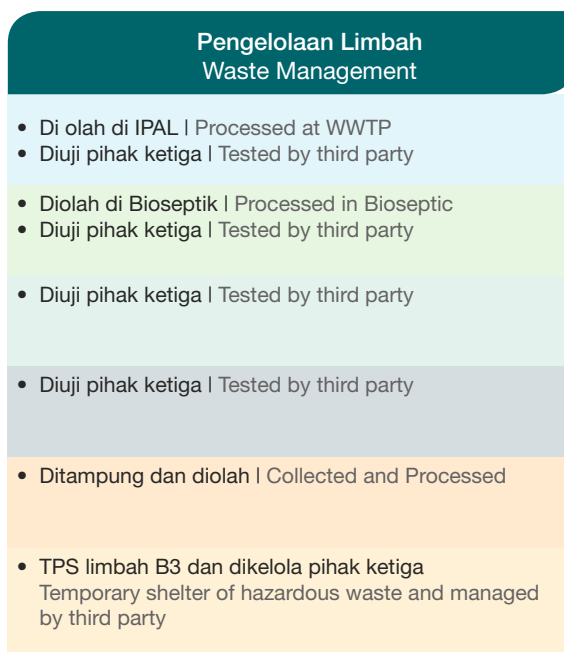 Pengelolaan Limbah
Waste Management
• Di olah di IPAL | Processed at WWTP
• Diuji pihak ketiga | Tested by third party
• Diolah di Bioseptik | Processed in Bioseptic
• Diuji pihak ketiga | Tested by third party
• Diuji pihak ketiga | Tested by third party
• Diuji pihak ketiga | Tested by third party
• Ditampung dan diolah | Collected and Processed
• TPS limbah B3 dan dikelola pihak ketiga
Temporary shelter of hazardous waste and managed
by third party